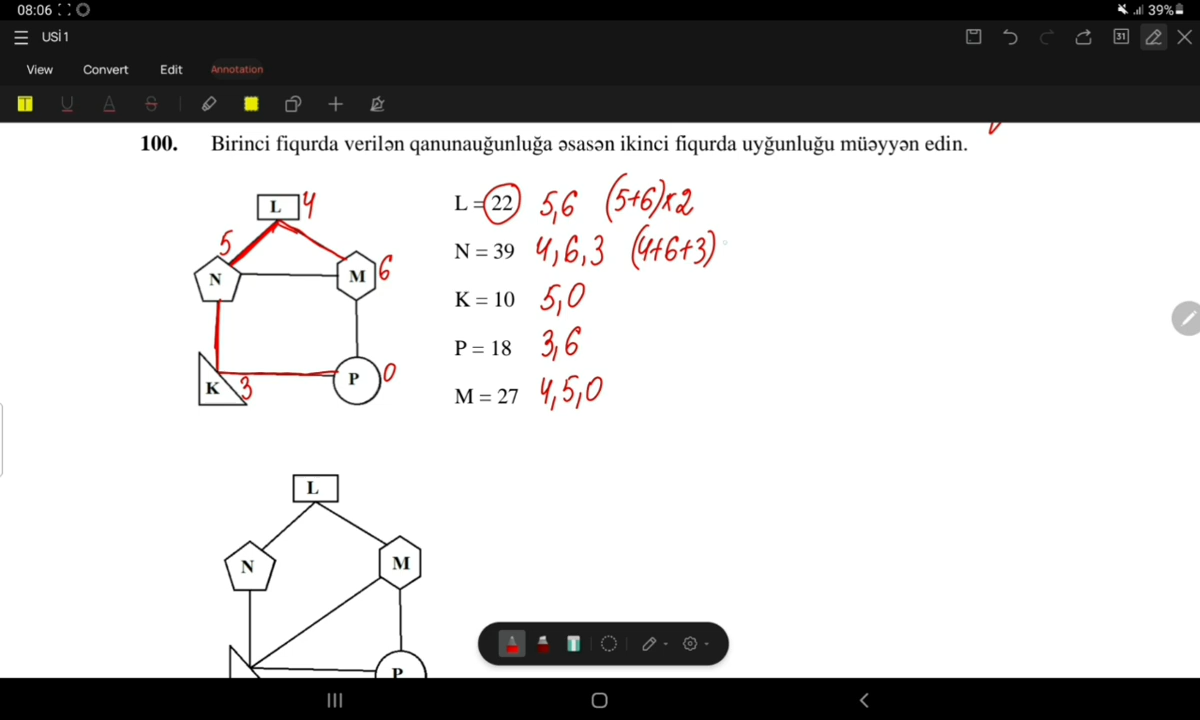 08:06 39%
USİ 1 31
View Convert Edit Annotation
T U A S
100. Birinci fiqurda verilən qanunauğunluğa əsasən ikinci fiqurda uyğunluğu müəyyən edin.
L 4
L = 22 5,6 (5+6)x2
5
N = 39 4,6,3 (4+6+3)
N M 6
K = 10 5,0
P = 18 3,6
K 3 P 0
M = 27 4,5,0
L
N M
P